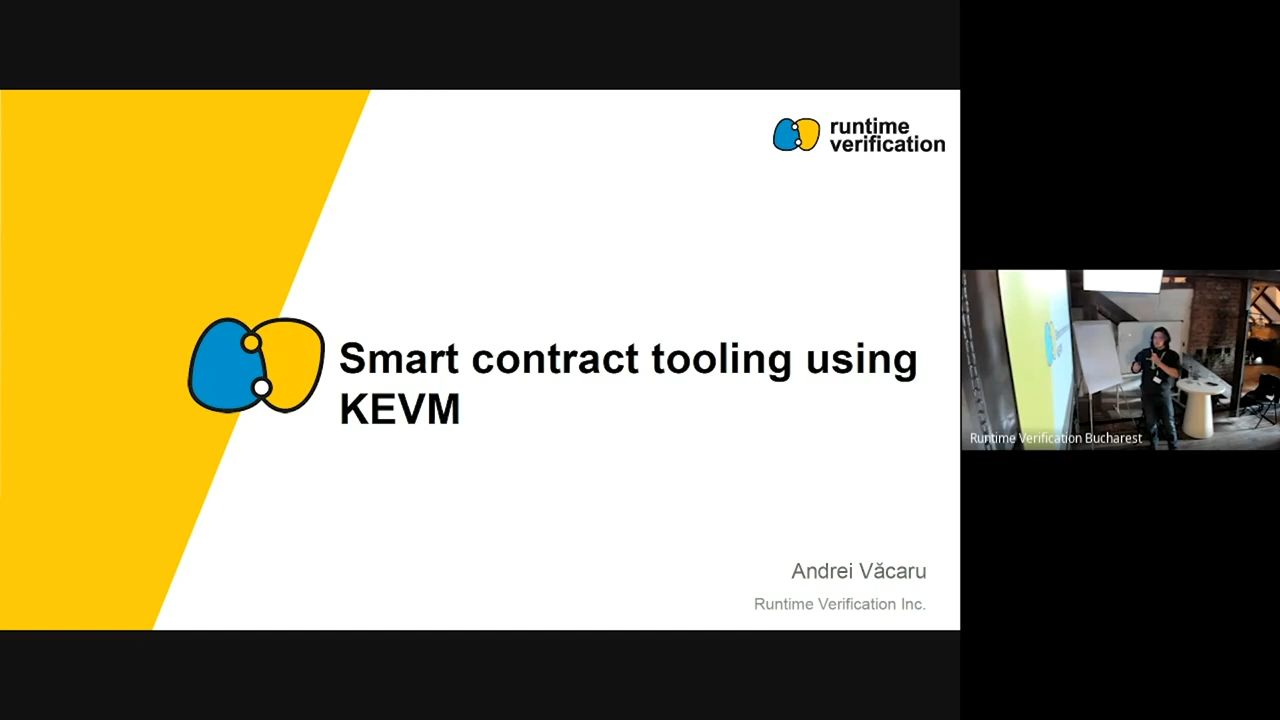 runtime
verification
Smart contract tooling using
KEVM
Andrei Văcaru
Runtime Verification Inc.
Runtime Verification Bucharest